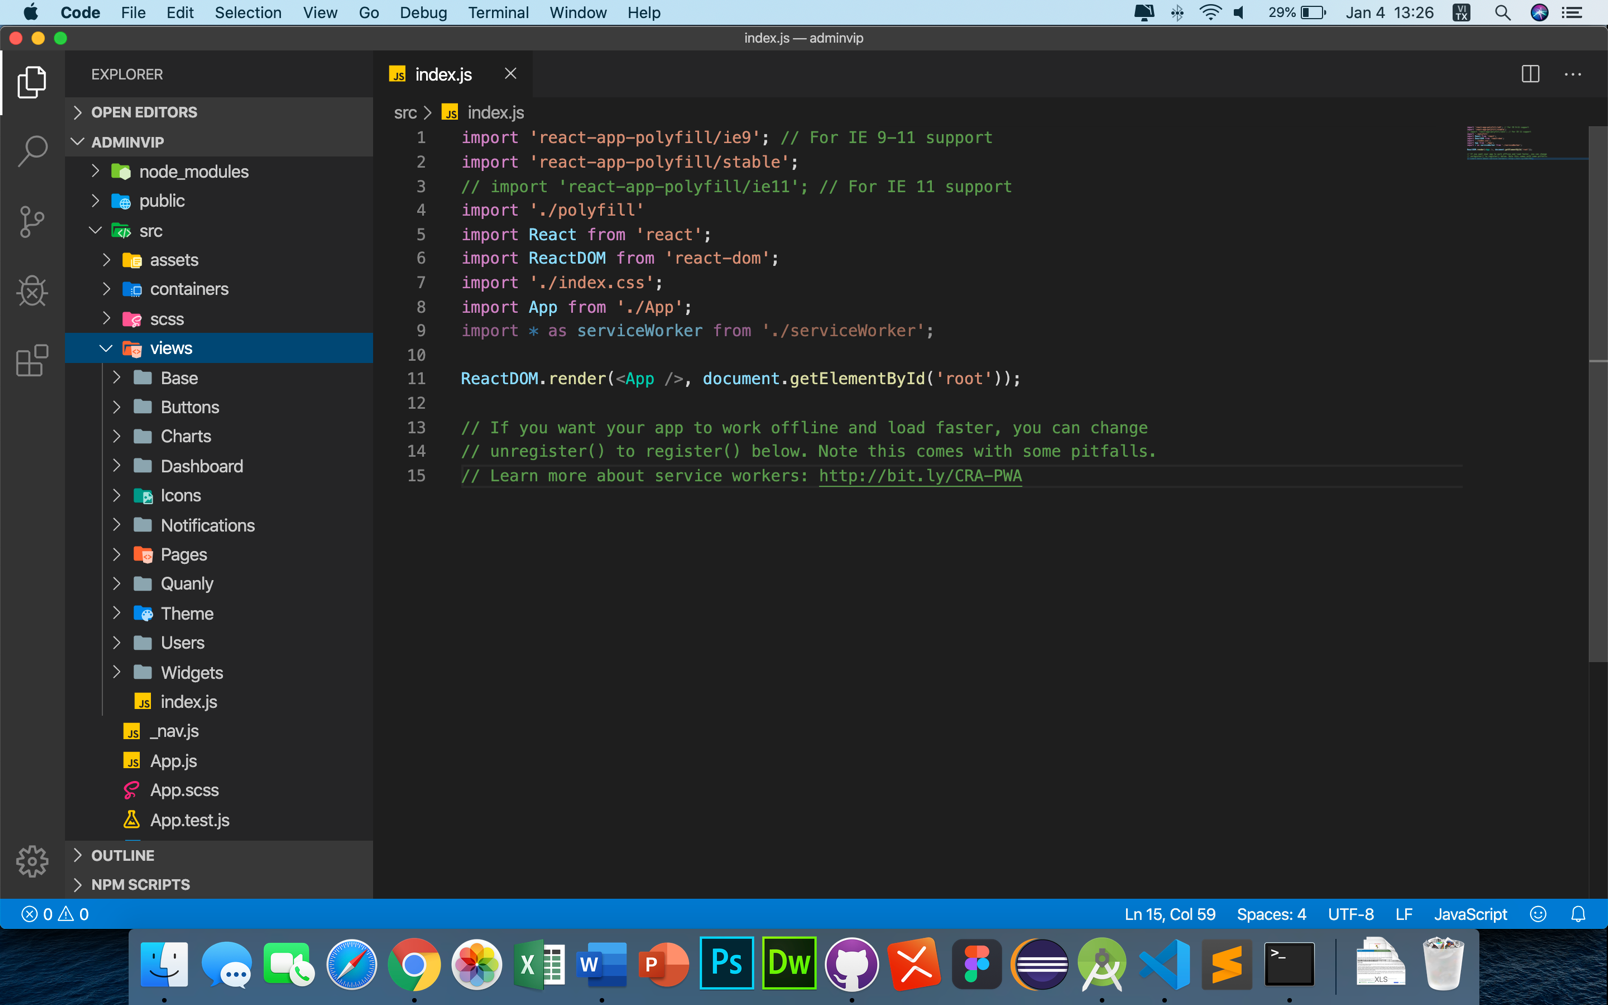 Code File Edit Selection View Go Debug Terminal Window Help
29% Jan 4 13:26 VI TX
index.js — adminvip
EXPLORER
OPEN EDITORS
ADMINVIP
node_modules
public
src
assets
containers
scss
views
Base
Buttons
Charts
Dashboard
Icons
Notifications
Pages
Quanly
Theme
Users
Widgets
index.js
_nav.js
App.js
App.scss
App.test.js
OUTLINE
NPM SCRIPTS
JS index.js
src > JS index.js
1 import 'react-app-polyfill/ie9'; // For IE 9-11 support
2 import 'react-app-polyfill/stable';
3 // import 'react-app-polyfill/ie11'; // For IE 11 support
4 import './polyfill'
5 import React from 'react';
6 import ReactDOM from 'react-dom';
7 import './index.css';
8 import App from './App';
9 import * as serviceWorker from './serviceWorker';
10
11 ReactDOM.render(<App />, document.getElementById('root'));
12
13 // If you want your app to work offline and load faster, you can change
14 // unregister() to register() below. Note this comes with some pitfalls.
15 // Learn more about service workers: http://bit.ly/CRA-PWA
0 0 Ln 15, Col 59 Spaces: 4 UTF-8 LF JavaScript
X W P Ps Dw >_ XLS